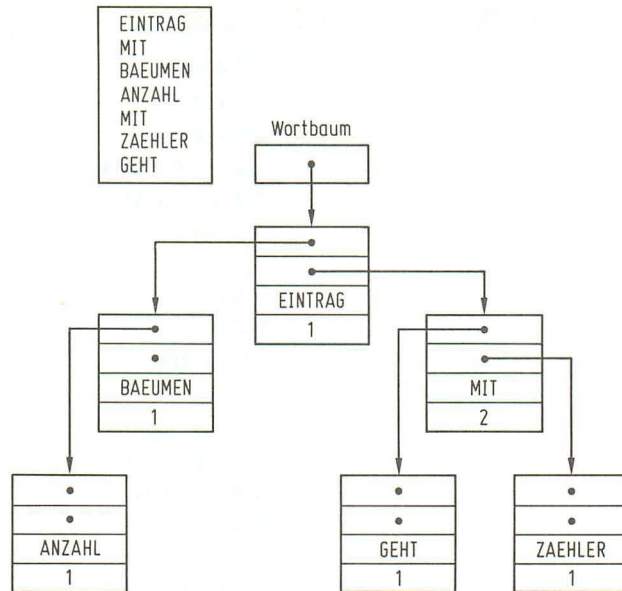 EINTRAG
MIT
BAEUMEN
ANZAHL
MIT
ZAEHLER
GEHT
Wortbaum
EINTRAG
1
BAEUMEN
1
MIT
2
ANZAHL
1
GEHT
1
ZAEHLER
1